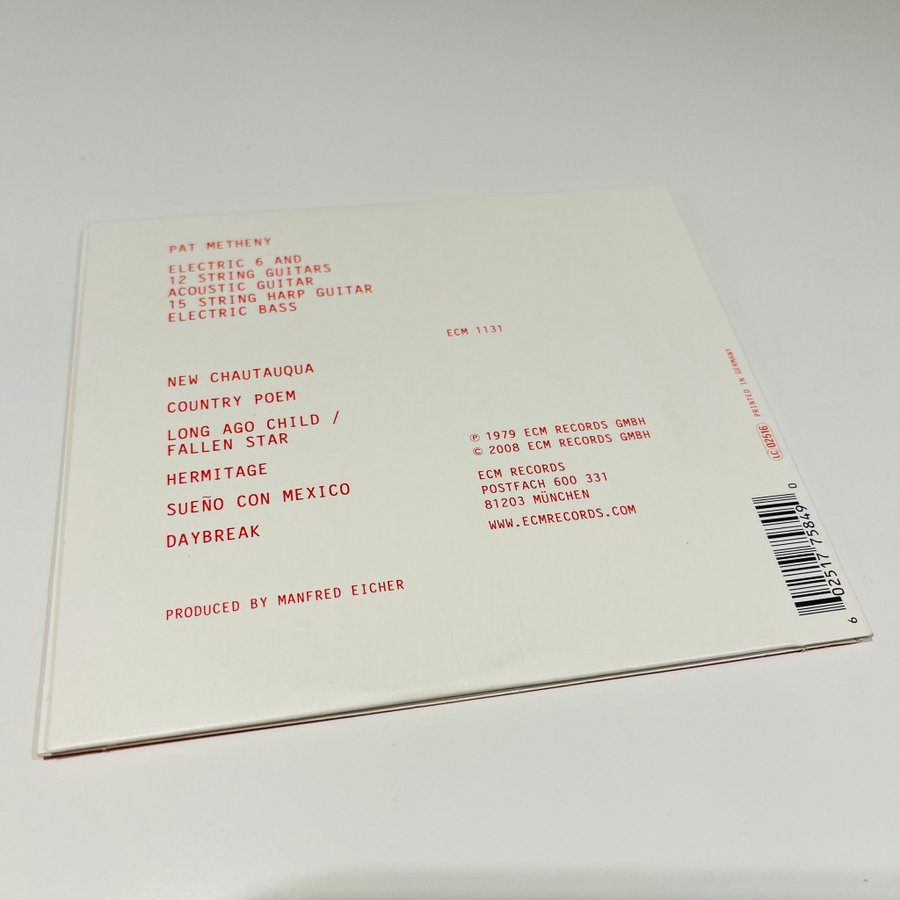 PAT METHENY
ELECTRIC 6 AND
12 STRING GUITARS
ACOUSTIC GUITAR
15 STRING HARP GUITAR
ELECTRIC BASS
ECM 1131
NEW CHAUTAUQUA
COUNTRY POEM
LONG AGO CHILD /
FALLEN STAR
HERMITAGE
SUEÑO CON MEXICO
DAYBREAK
PRODUCED BY MANFRED EICHER
℗ 1979 ECM RECORDS GMBH
© 2008 ECM RECORDS GMBH
ECM RECORDS
POSTFACH 600 331
81203 MÜNCHEN
WWW.ECMRECORDS.COM
LC 02516 PRINTED IN GERMANY
6 02517 75849 0